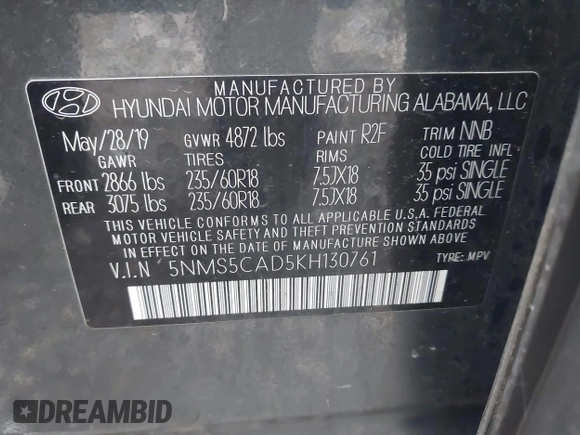 MANUFACTURED BY
HYUNDAI MOTOR MANUFACTURING ALABAMA, LLC
May/28/19 GVWR 4872 lbs PAINT R2F TRIM NNB
GAWR TIRES RIMS COLD TIRE INFL
FRONT 2866 lbs 235/60R18 7.5JX18 35 psi SINGLE
REAR 3075 lbs 235/60R18 7.5JX18 35 psi SINGLE
THIS VEHICLE CONFORMS TO ALL APPLICABLE U.S.A. FEDERAL
MOTOR VEHICLE SAFETY AND THEFT PREVENTION STANDARDS
IN EFFECT ON THE DATE OF MANUFACTURE SHOWN ABOVE.
V.I.N 5NMS5CAD5KH130761 TYPE: MPV
DREAMBID